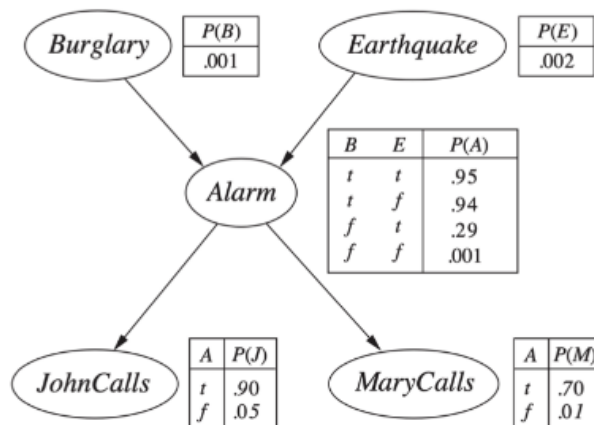 Burglary
P(B)
.001
Earthquake
P(E)
.002
Alarm
B E P(A)
t t .95
t f .94
f t .29
f f .001
JohnCalls
A P(J)
t .90
f .05
MaryCalls
A P(M)
t .70
f .01